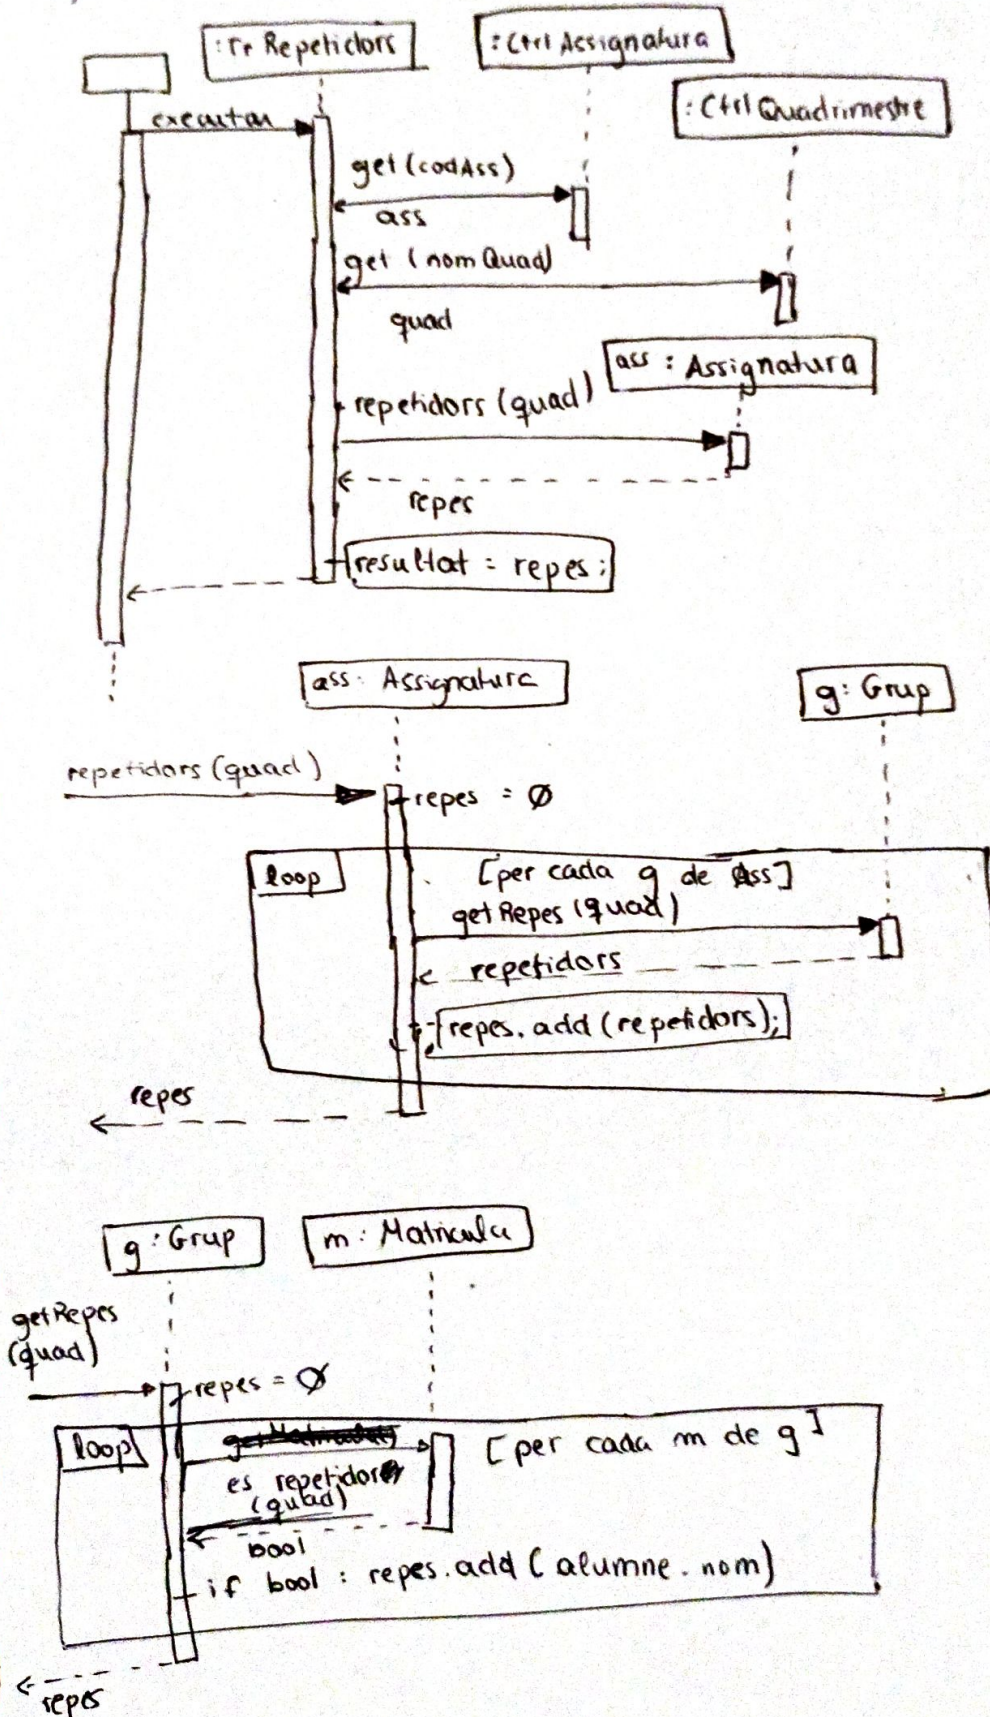 :Tr Repetidors
:Ctrl Assignatura
:Ctrl Quadrimestre
executar
get (codAss)
ass
get (nomQuad)
quad
ass : Assignatura
repetidors (quad)
repes
resultat = repes;
ass: Assignatura
g: Grup
repetidors (quad)
repes = Ø
loop
[per cada g de Ass]
getRepes (quad)
repetidors
repes.add (repetidors);
repes
g: Grup
m: Matricula
getRepes
(quad)
repes = Ø
loop
[per cada m de g]
es repetidor
(quad)
bool
if bool : repes.add (alumne.nom)
repes